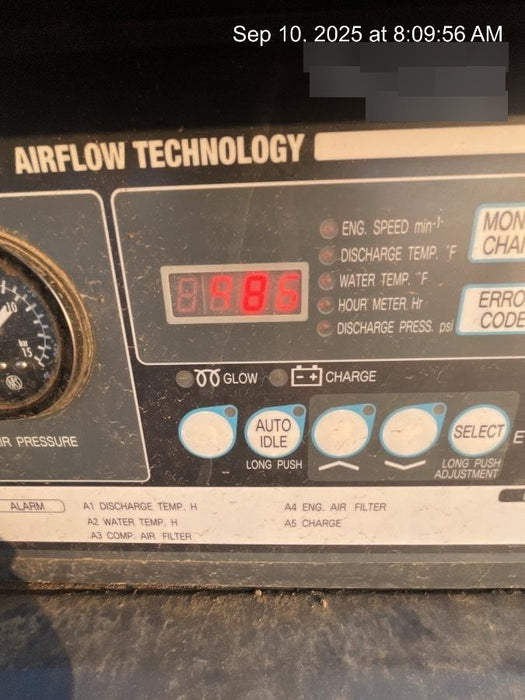 Sep 10, 2025 at 8:09:56 AM
AIRFLOW TECHNOLOGY
ENG. SPEED min-1
DISCHARGE TEMP. °F
WATER TEMP. °F
HOUR METER Hr
DISCHARGE PRESS. psi
MON
CHA
ERRO
CODE
10
bar
15
GLOW
CHARGE
IR PRESSURE
AUTO
IDLE
SELECT
E
LONG PUSH
LONG PUSH
ADJUSTMENT
ALARM
A1 DISCHARGE TEMP. H
A2 WATER TEMP. H
A3 COMP. AIR FILTER
A4 ENG. AIR FILTER
A5 CHARGE